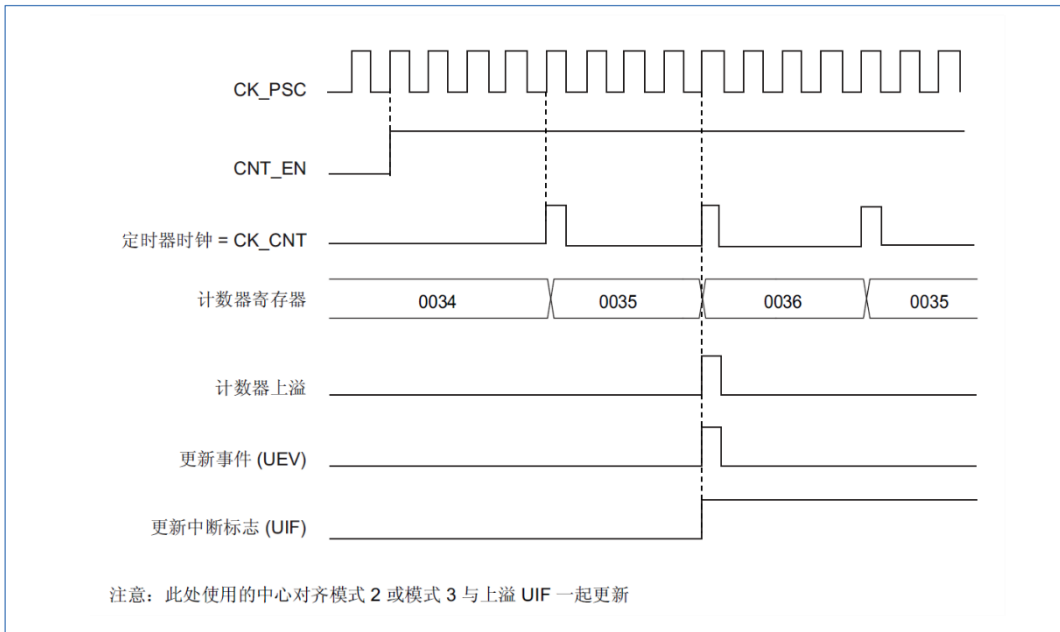 CK_PSC
CNT_EN
定时器时钟 = CK_CNT
计数器寄存器
0034 0035 0036 0035
计数器上溢
更新事件 (UEV)
更新中断标志 (UIF)
注意：此处使用的中心对齐模式 2 或模式 3 与上溢 UIF 一起更新